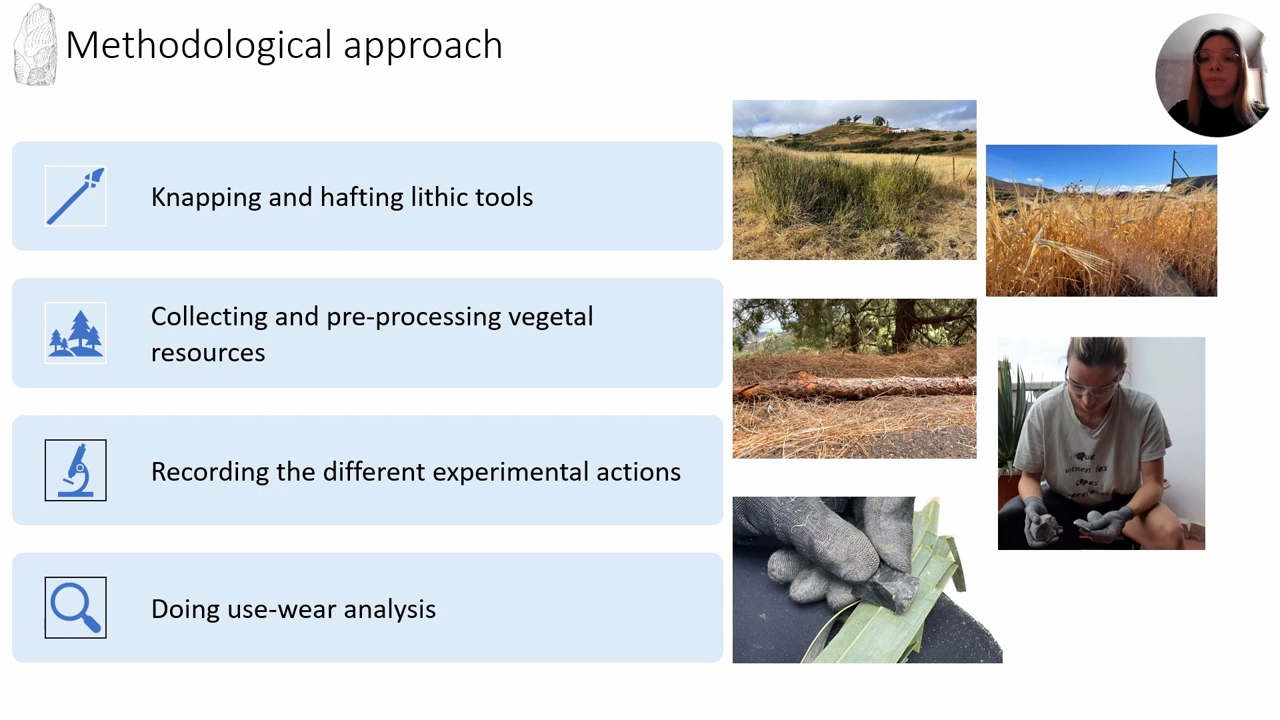 Methodological approach
Knapping and hafting lithic tools
Collecting and pre-processing vegetal
resources
Recording the different experimental actions
Doing use-wear analysis